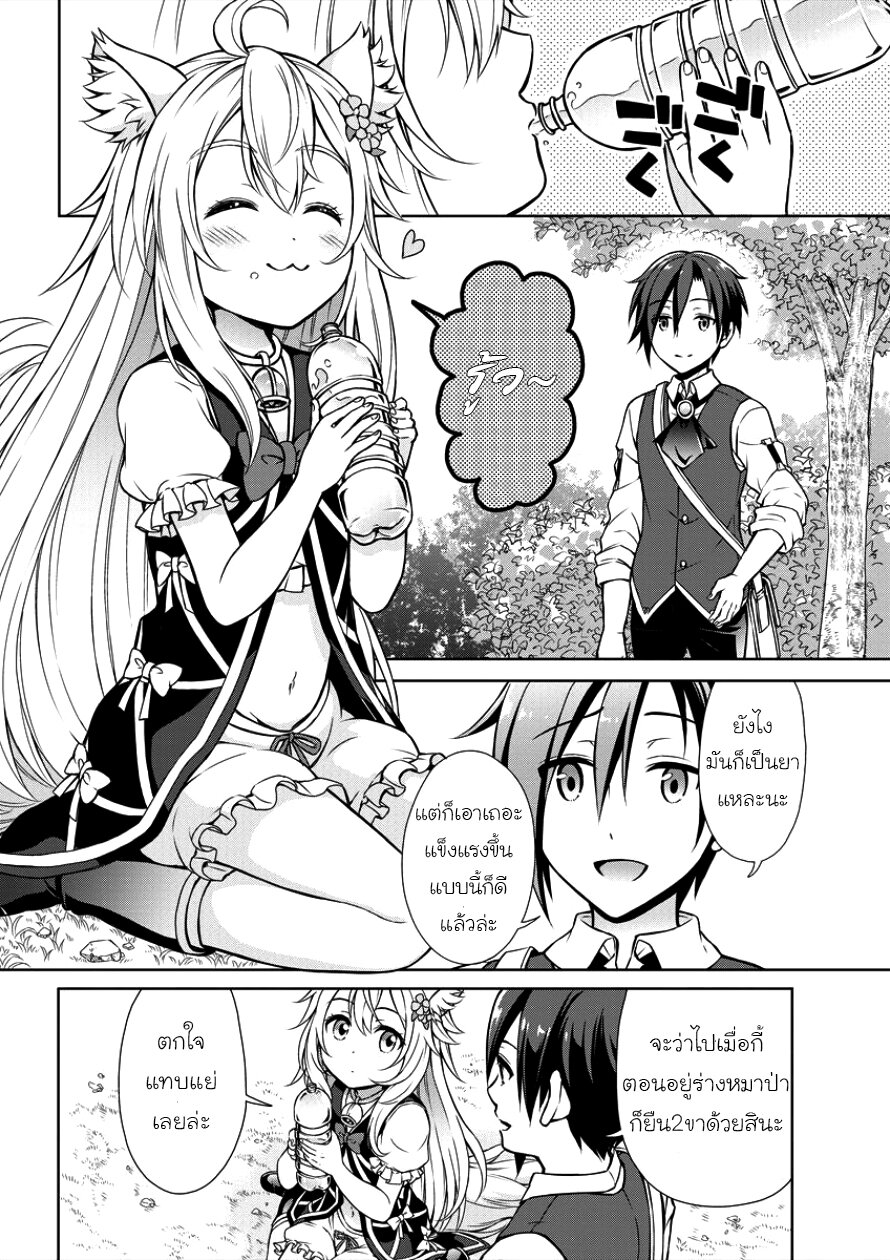 ごく
ごく
รู้ว~
ยังไง
มันก็เป็นยา
แหละนะ
แต่ก็เอาเถอะ
แข็งแรงขึ้น
แบบนี้ก็ดี
แล้วล่ะ
จะว่าไปเมื่อกี้
ตอนอยู่ร่างหมาป่า
ก็ยืน2ขาด้วยสินะ
ตกใจ
แทบแย่
เลยล่ะ